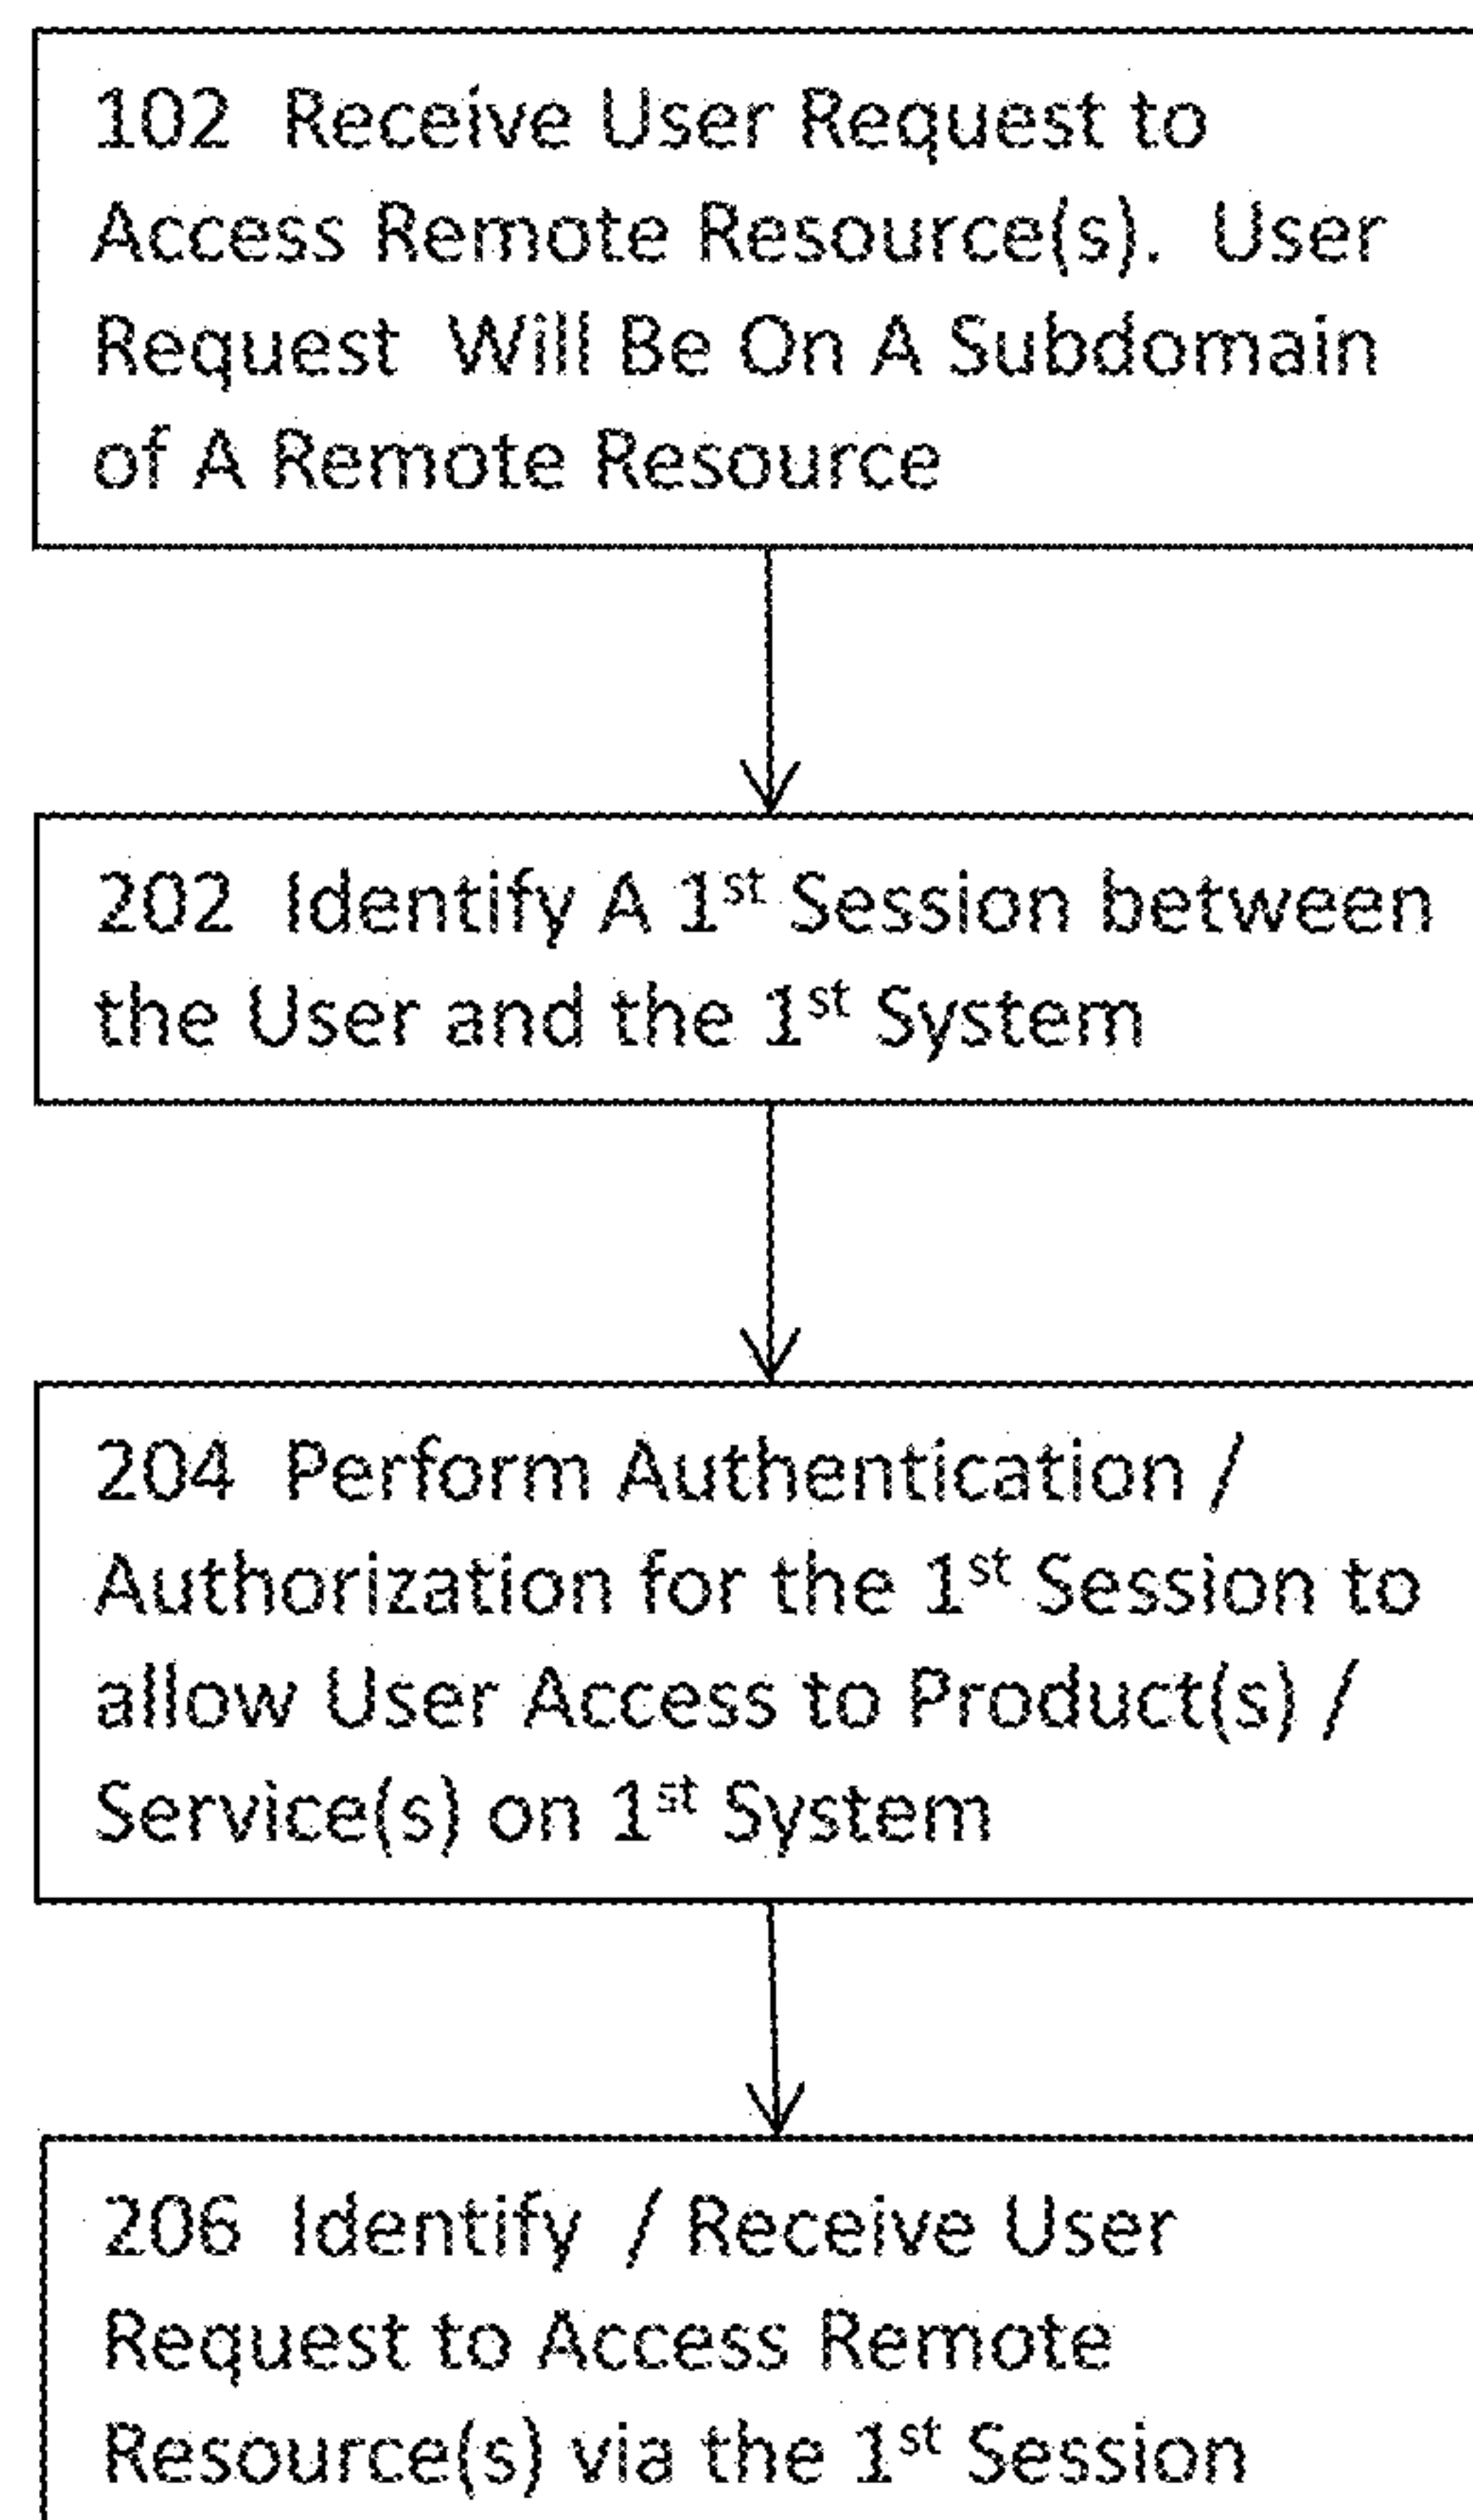 102 Receive User Request to
Access Remote Resource(s). User
Request Will Be On A Subdomain
of A Remote Resource
202 Identify A 1st Session between
the User and the 1st System
204 Perform Authentication /
Authorization for the 1st Session to
allow User Access to Product(s) /
Service(s) on 1st System
206 Identify / Receive User
Request to Access Remote
Resource(s) via the 1st Session